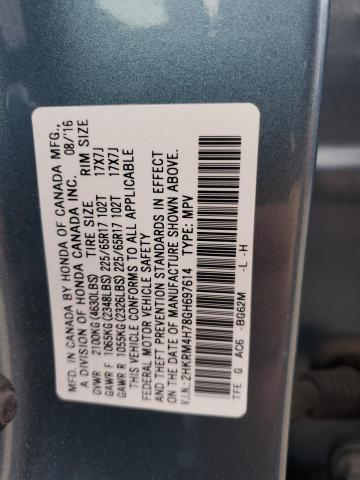 MFD. IN CANADA BY HONDA OF CANADA MFG.,
A DIVISION OF HONDA CANADA INC. 08/16
TIRE SIZE RIM SIZE
GVWR 2100KG(4630LBS)
GAWR F 1065KG(2348LBS) 225/65R17 102T 17X7J
GAWR R 1055KG(2326LBS) 225/65R17 102T 17X7J
THIS VEHICLE CONFORMS TO ALL APPLICABLE
FEDERAL MOTOR VEHICLE SAFETY
AND THEFT PREVENTION STANDARDS IN EFFECT
ON THE DATE OF MANUFACTURE SHOWN ABOVE.
V.I.N.:2HKRM4H78GH697614 TYPE: MPV
TFE G AC6 -BG62M -L -H